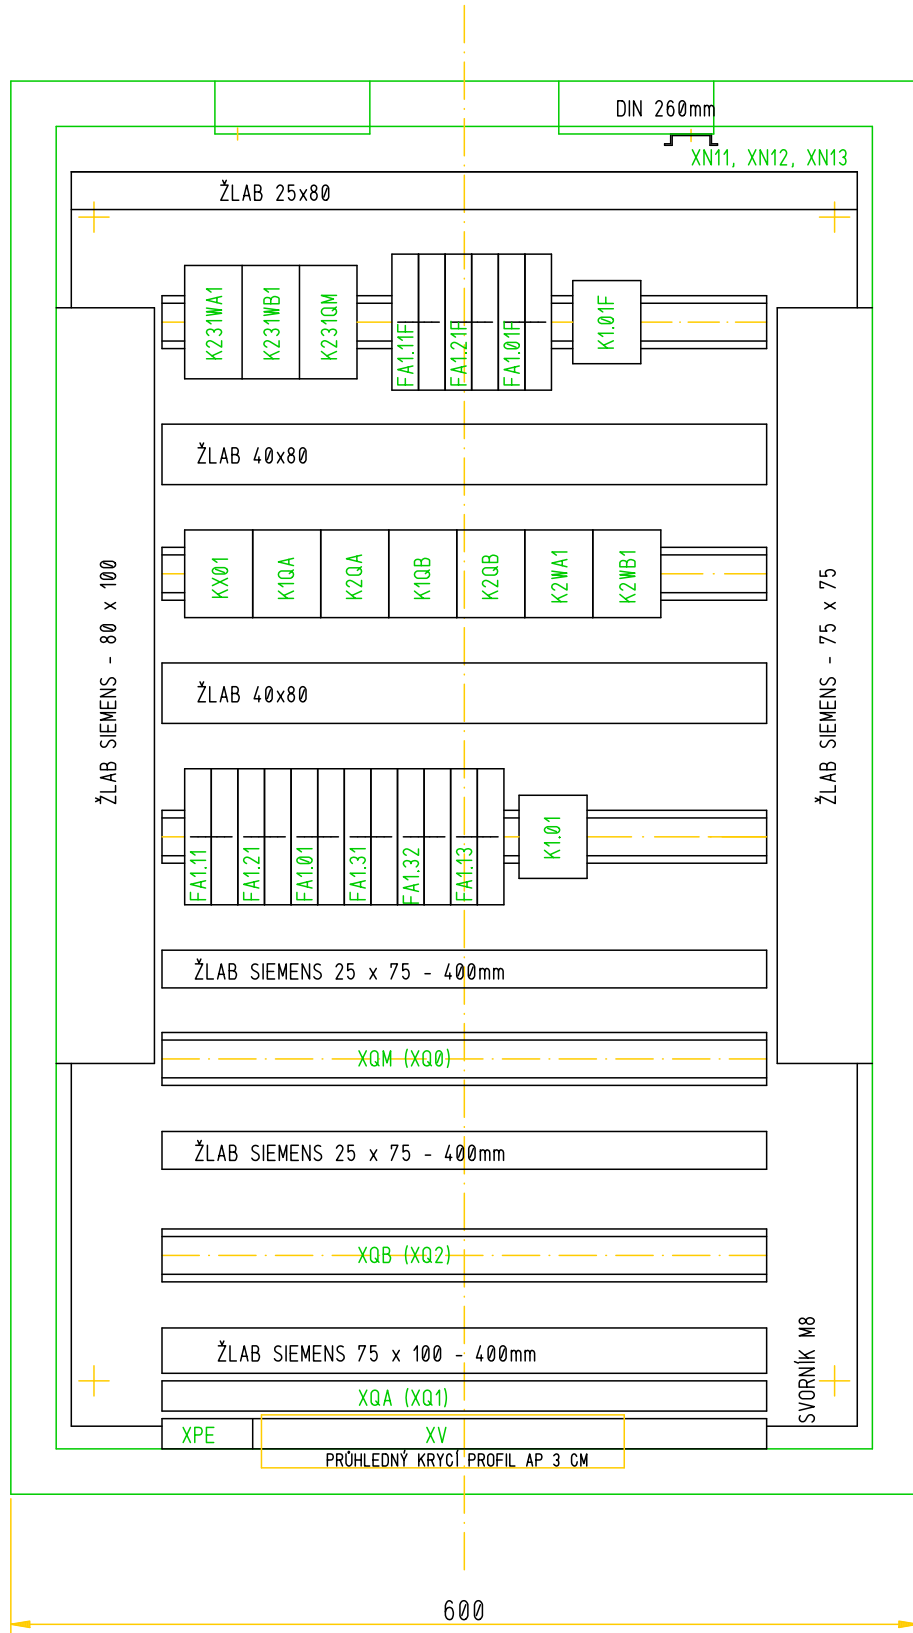 DIN 260mm
XN11, XN12, XN13
ŽLAB 25x80
K231WA1
K231WB1
K231QM
FA1.11F
FA1.21F
FA1.01F
K1.01F
ŽLAB 40x80
ŽLAB SIEMENS - 80 x 100
KX01
K1QA
K2QA
K1QB
K2QB
K2WA1
K2WB1
ŽLAB SIEMENS - 75 x 75
ŽLAB 40x80
FA1.11
FA1.21
FA1.01
FA1.31
FA1.32
FA1.13
K1.01
ŽLAB SIEMENS 25 x 75 - 400mm
XQM (XQ0)
ŽLAB SIEMENS 25 x 75 - 400mm
XQB (XQ2)
ŽLAB SIEMENS 75 x 100 - 400mm
SVORNÍK M8
XQA (XQ1)
XPE
XV
PRŮHLEDNÝ KRYCÍ PROFIL AP 3 CM
600